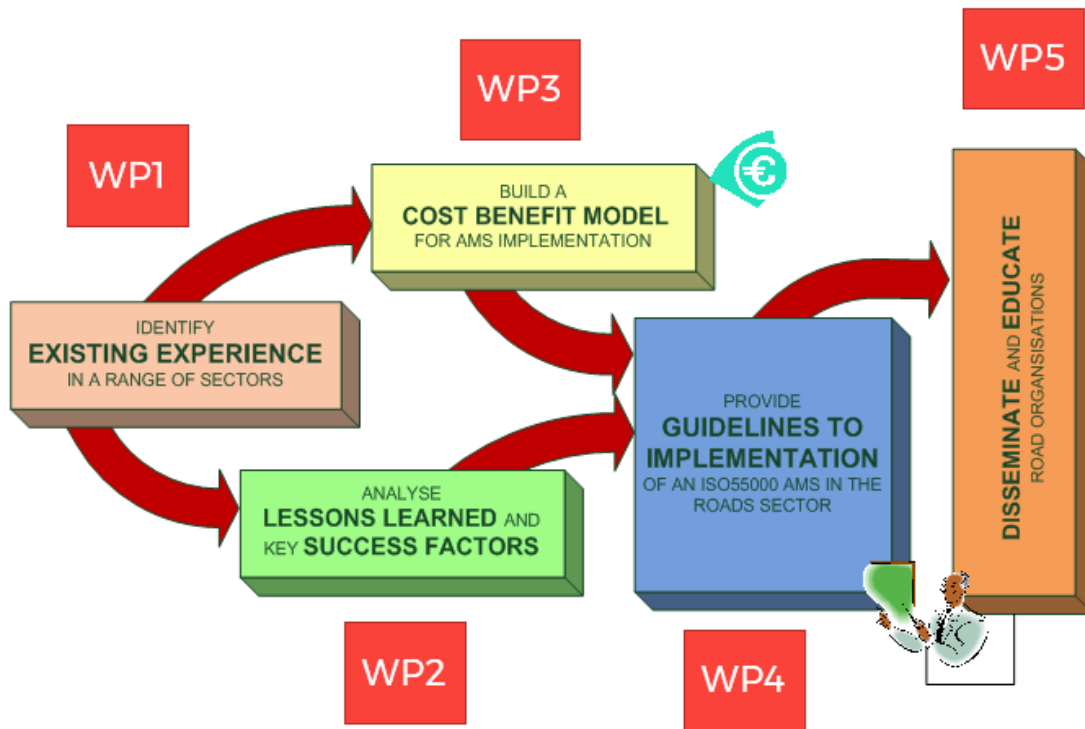 WP1
IDENTIFY
EXISTING EXPERIENCE
IN A RANGE OF SECTORS
WP3
BUILD A
COST BENEFIT MODEL
FOR AMS IMPLEMENTATION
€
ANALYSE
LESSONS LEARNED AND
KEY SUCCESS FACTORS
WP2
PROVIDE
GUIDELINES TO
IMPLEMENTATION
OF AN ISO55000 AMS IN THE
ROADS SECTOR
WP4
WP5
DISSEMINATE AND EDUCATE
ROAD ORGANSISATIONS